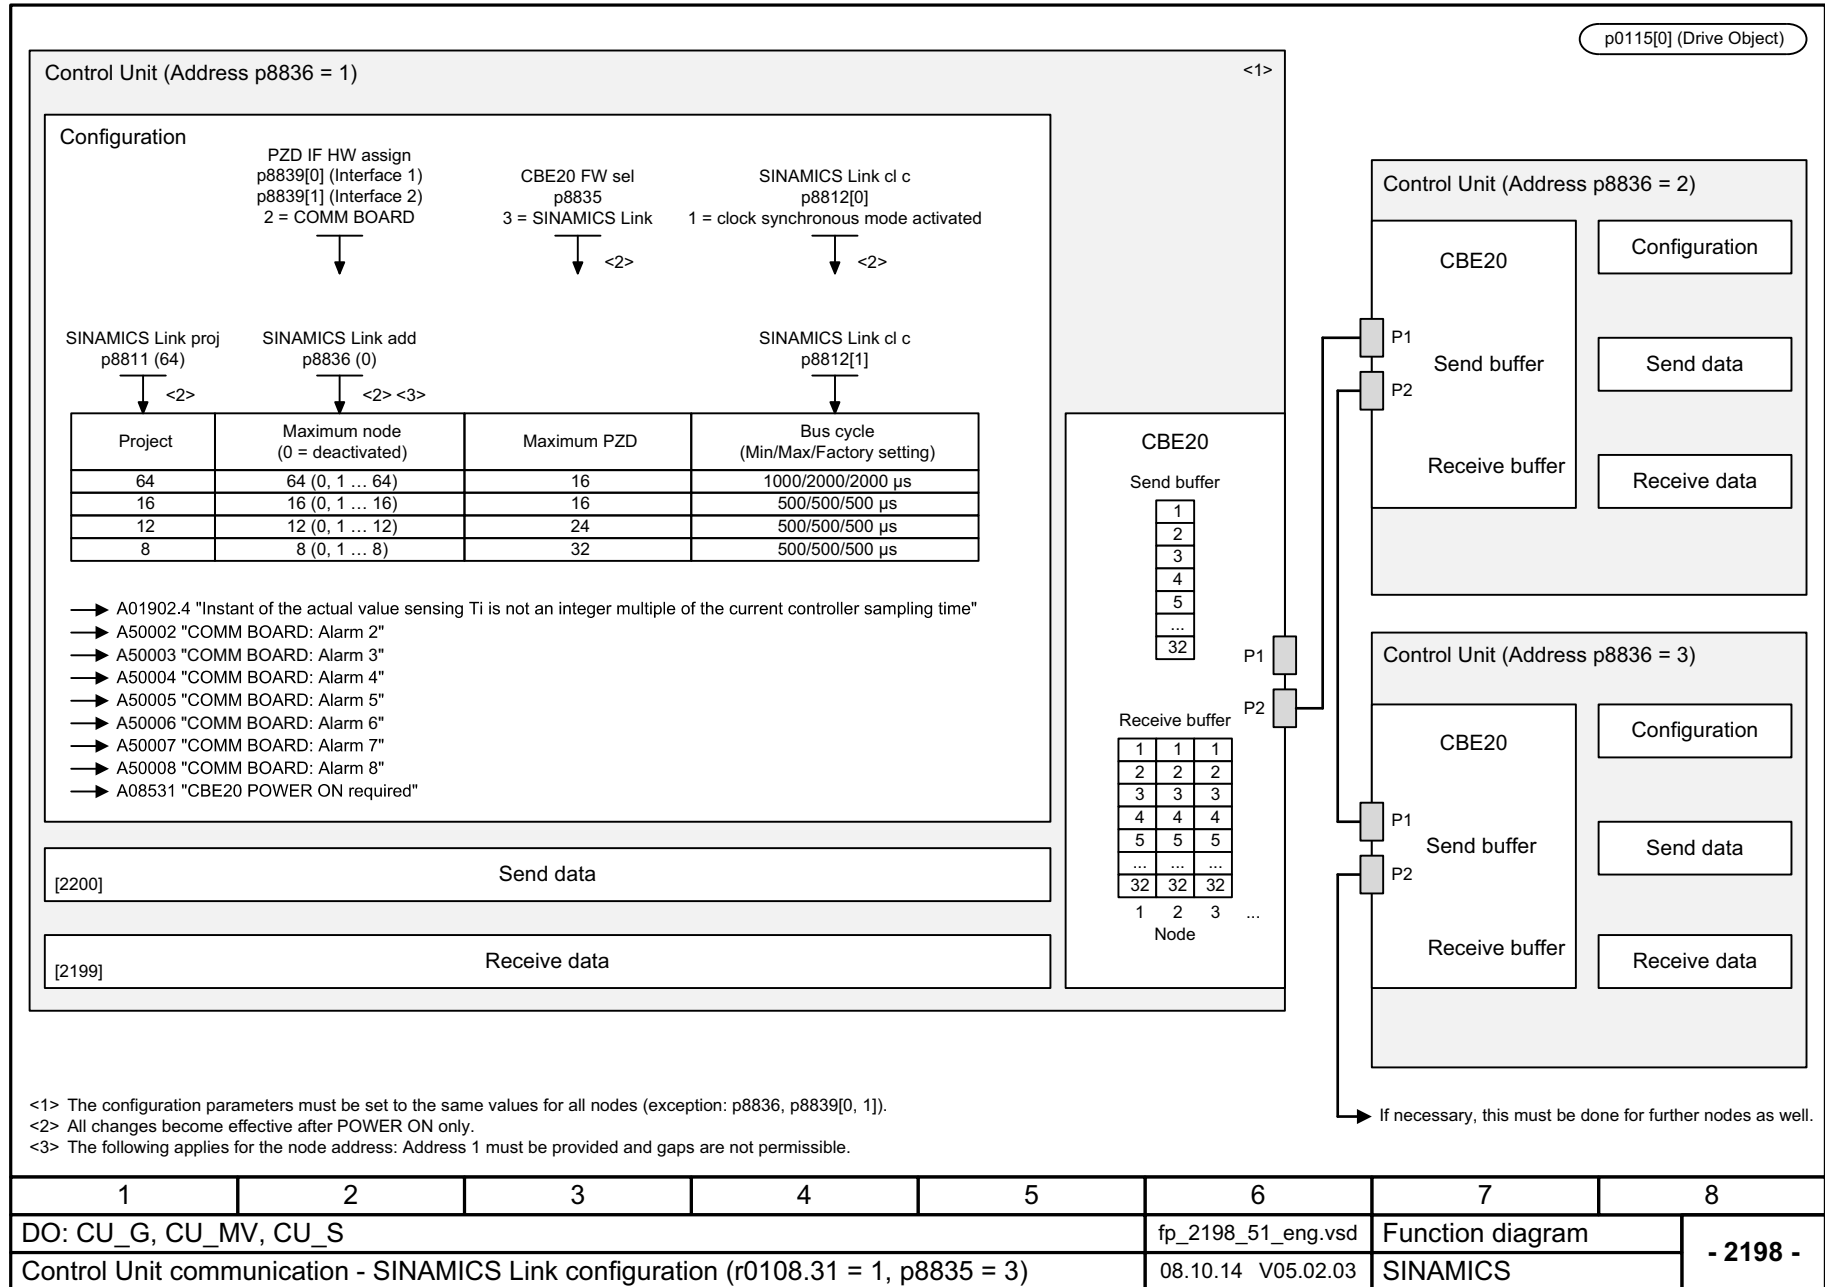 p0115[0] (Drive Object)
Control Unit (Address p8836 = 1)
<1>
Configuration
PZD IF HW assign
p8839[0] (Interface 1)
p8839[1] (Interface 2)
2 = COMM BOARD
CBE20 FW sel
p8835
3 = SINAMICS Link
<2>
SINAMICS Link cl c
p8812[0]
1 = clock synchronous mode activated
<2>
SINAMICS Link proj
p8811 (64)
<2>
SINAMICS Link add
p8836 (0)
<2> <3>
SINAMICS Link cl c
p8812[1]
Project Maximum node (0 = deactivated) Maximum PZD Bus cycle (Min/Max/Factory setting)
64 64 (0, 1 … 64) 16 1000/2000/2000 µs
16 16 (0, 1 … 16) 16 500/500/500 µs
12 12 (0, 1 … 12) 24 500/500/500 µs
8 8 (0, 1 … 8) 32 500/500/500 µs
A01902.4 "Instant of the actual value sensing Ti is not an integer multiple of the current controller sampling time"
A50002 "COMM BOARD: Alarm 2"
A50003 "COMM BOARD: Alarm 3"
A50004 "COMM BOARD: Alarm 4"
A50005 "COMM BOARD: Alarm 5"
A50006 "COMM BOARD: Alarm 6"
A50007 "COMM BOARD: Alarm 7"
A50008 "COMM BOARD: Alarm 8"
A08531 "CBE20 POWER ON required"
[2200] Send data
[2199] Receive data
CBE20
Send buffer
1
2
3
4
5
...
32
P1
P2
Receive buffer
1 1 1
2 2 2
3 3 3
4 4 4
5 5 5
... ... ...
32 32 32
1 2 3 ...
Node
Control Unit (Address p8836 = 2)
CBE20
Configuration
P1
Send buffer
Send data
P2
Receive buffer
Receive data
Control Unit (Address p8836 = 3)
CBE20
Configuration
P1
Send buffer
Send data
P2
Receive buffer
Receive data
If necessary, this must be done for further nodes as well.
<1> The configuration parameters must be set to the same values for all nodes (exception: p8836, p8839[0, 1]).
<2> All changes become effective after POWER ON only.
<3> The following applies for the node address: Address 1 must be provided and gaps are not permissible.
1 2 3 4 5 6 7 8
DO: CU_G, CU_MV, CU_S fp_2198_51_eng.vsd Function diagram
- 2198 -
Control Unit communication - SINAMICS Link configuration (r0108.31 = 1, p8835 = 3) 08.10.14 V05.02.03 SINAMICS